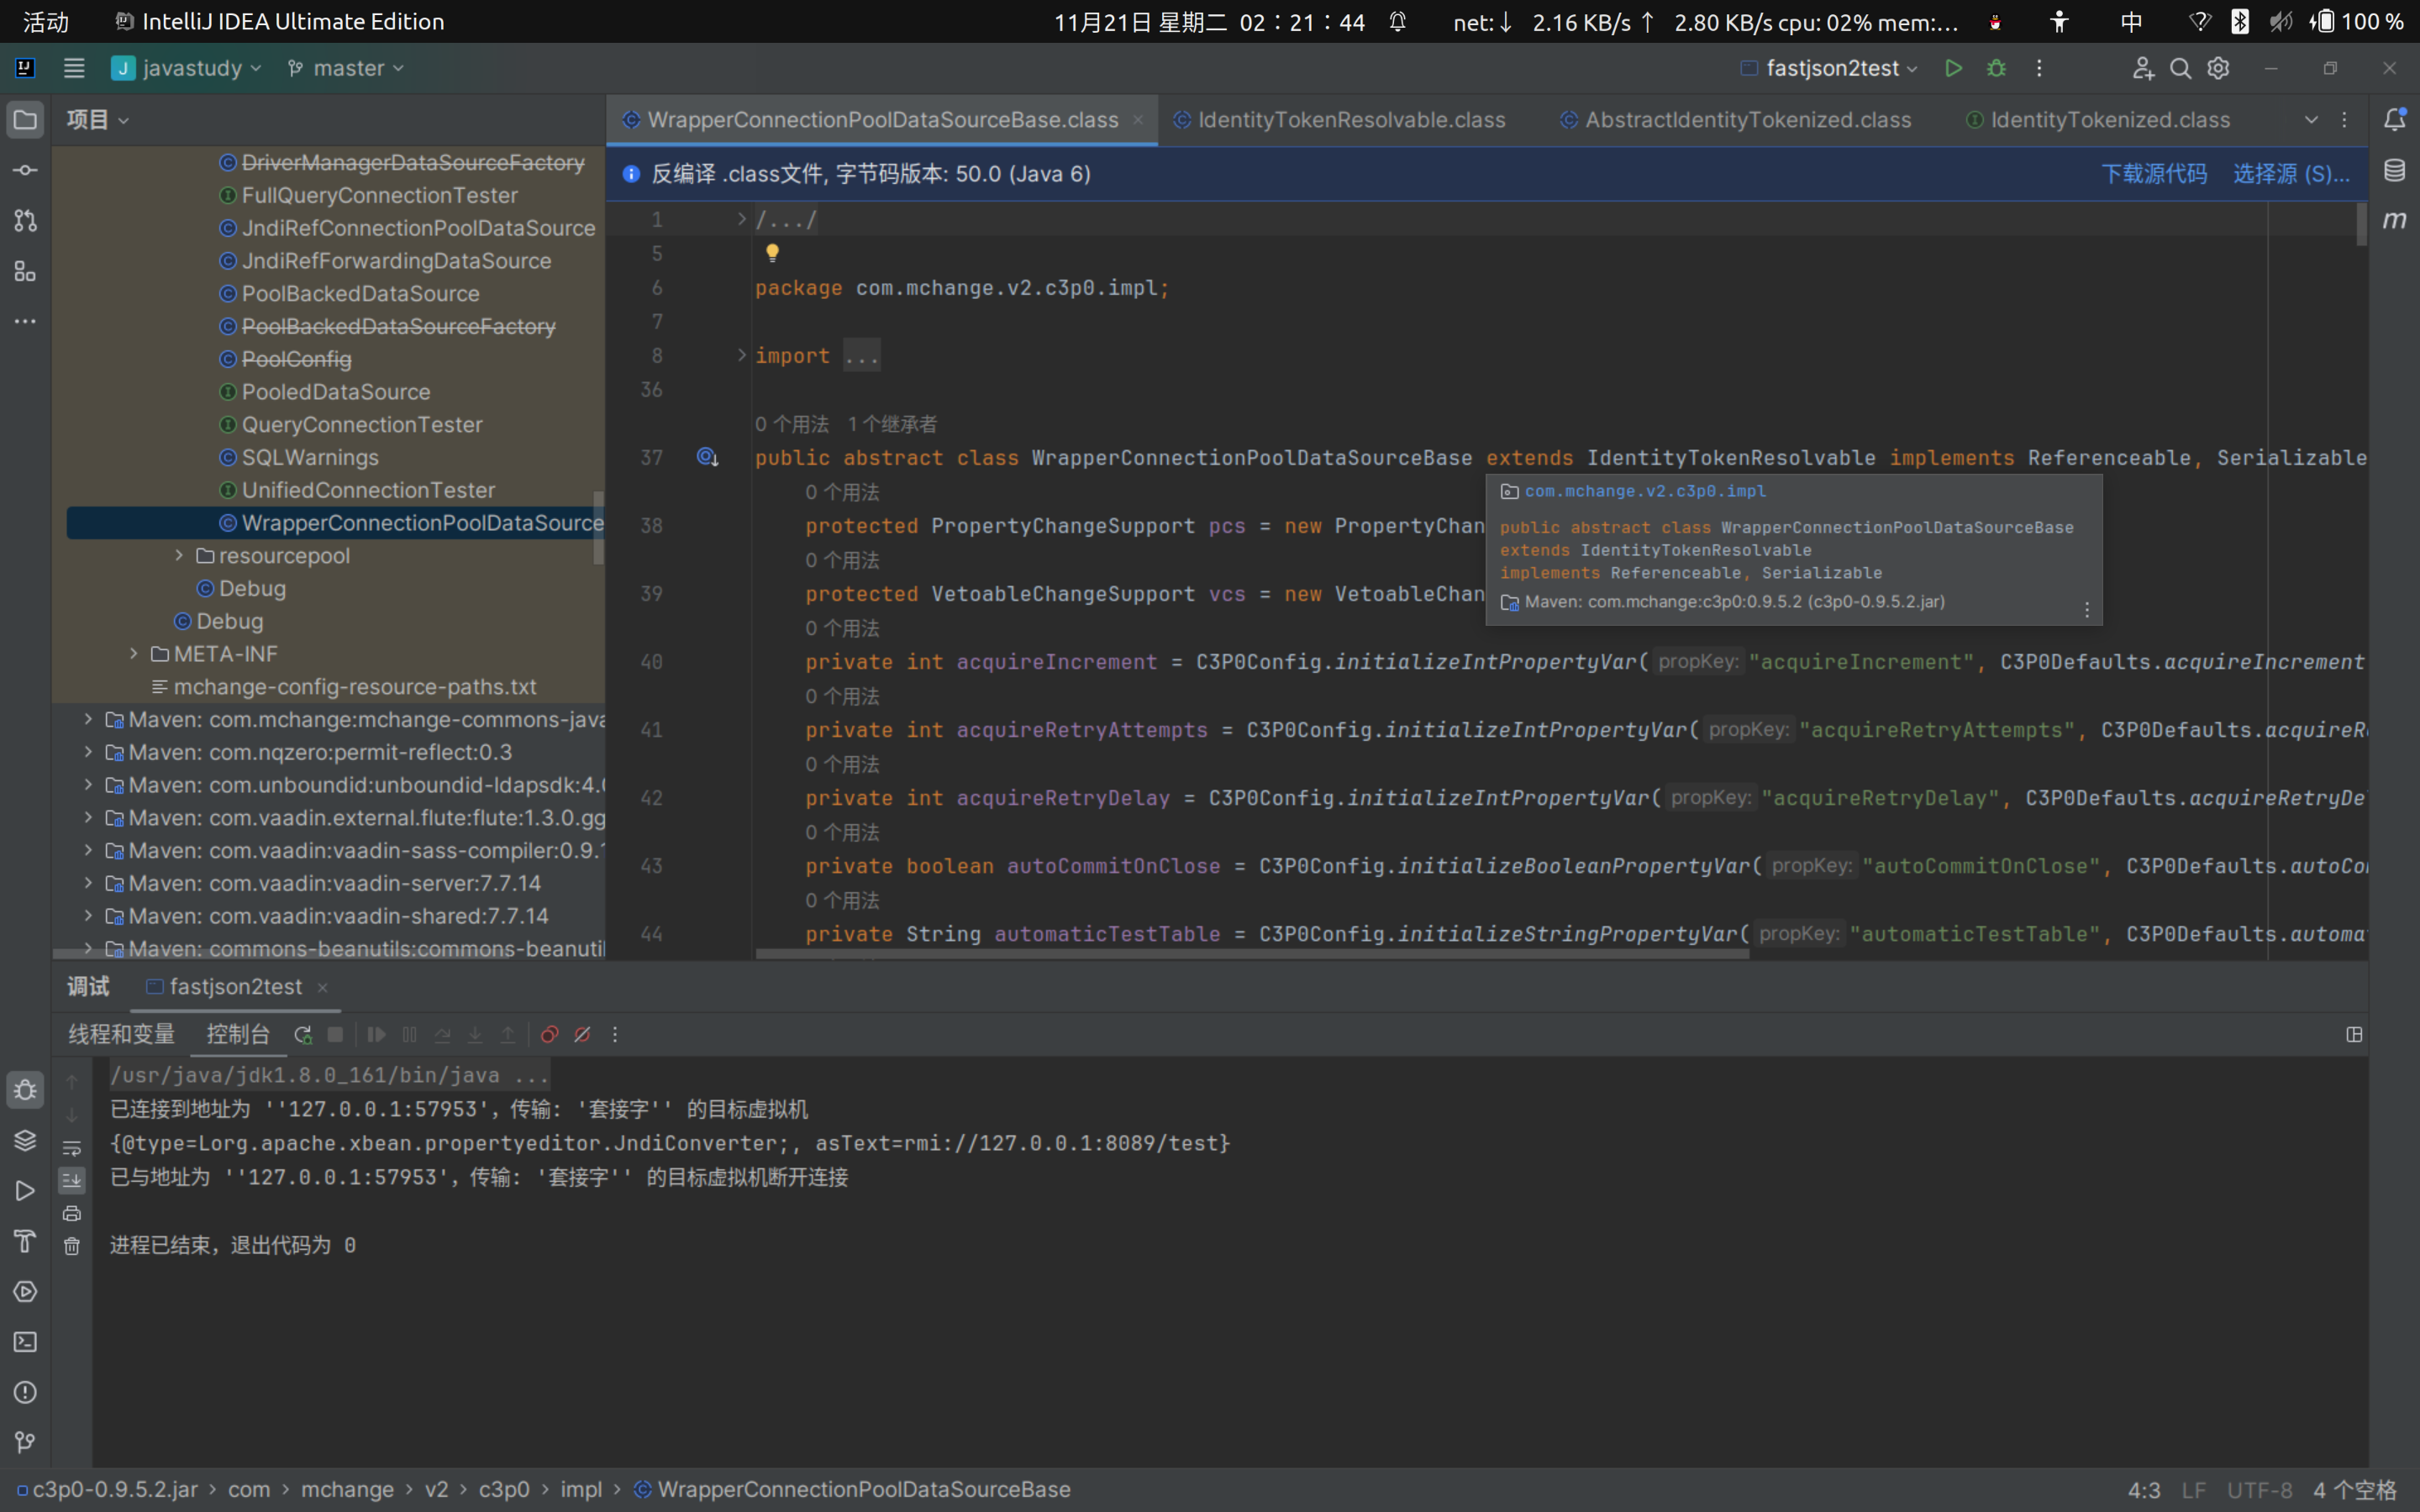 活动 IntelliJ IDEA Ultimate Edition 11月21日 星期二 02：21：44 net:↓ 2.16 KB/s ↑ 2.80 KB/s cpu: 02% mem:... 中 100 %
J javastudy master fastjson2test
项目
WrapperConnectionPoolDataSourceBase.class IdentityTokenResolvable.class AbstractIdentityTokenized.class IdentityTokenized.class
DriverManagerDataSourceFactory
FullQueryConnectionTester
JndiRefConnectionPoolDataSource
JndiRefForwardingDataSource
PoolBackedDataSource
PoolBackedDataSourceFactory
PoolConfig
PooledDataSource
QueryConnectionTester
SQLWarnings
UnifiedConnectionTester
WrapperConnectionPoolDataSource
resourcepool
Debug
Debug
META-INF
mchange-config-resource-paths.txt
Maven: com.mchange:mchange-commons-java
Maven: com.nqzero:permit-reflect:0.3
Maven: com.unboundid:unboundid-ldapsdk:4.0
Maven: com.vaadin.external.flute:flute:1.3.0.gg
Maven: com.vaadin:vaadin-sass-compiler:0.9.1
Maven: com.vaadin:vaadin-server:7.7.14
Maven: com.vaadin:vaadin-shared:7.7.14
Maven: commons-beanutils:commons-beanutil
反编译 .class文件, 字节码版本: 50.0 (Java 6) 下载源代码 选择源 (S)...
1 /.../
5
6 package com.mchange.v2.c3p0.impl;
7
8 import ...
36
0 个用法 1 个继承者
37 public abstract class WrapperConnectionPoolDataSourceBase extends IdentityTokenResolvable implements Referenceable, Serializable
0 个用法
38 protected PropertyChangeSupport pcs = new PropertyChan
0 个用法
39 protected VetoableChangeSupport vcs = new VetoableChan
0 个用法
40 private int acquireIncrement = C3P0Config.initializeIntPropertyVar( propKey: "acquireIncrement", C3P0Defaults.acquireIncrement
0 个用法
41 private int acquireRetryAttempts = C3P0Config.initializeIntPropertyVar( propKey: "acquireRetryAttempts", C3P0Defaults.acquireR
0 个用法
42 private int acquireRetryDelay = C3P0Config.initializeIntPropertyVar( propKey: "acquireRetryDelay", C3P0Defaults.acquireRetryDe
0 个用法
43 private boolean autoCommitOnClose = C3P0Config.initializeBooleanPropertyVar( propKey: "autoCommitOnClose", C3P0Defaults.autoCo
0 个用法
44 private String automaticTestTable = C3P0Config.initializeStringPropertyVar( propKey: "automaticTestTable", C3P0Defaults.automa
com.mchange.v2.c3p0.impl
public abstract class WrapperConnectionPoolDataSourceBase
extends IdentityTokenResolvable
implements Referenceable, Serializable
Maven: com.mchange:c3p0:0.9.5.2 (c3p0-0.9.5.2.jar)
调试 fastjson2test
线程和变量 控制台
/usr/java/jdk1.8.0_161/bin/java ...
已连接到地址为 ''127.0.0.1:57953'，传输: '套接字'' 的目标虚拟机
{@type=Lorg.apache.xbean.propertyeditor.JndiConverter;, asText=rmi://127.0.0.1:8089/test}
已与地址为 ''127.0.0.1:57953'，传输: '套接字'' 的目标虚拟机断开连接
进程已结束，退出代码为 0
c3p0-0.9.5.2.jar › com › mchange › v2 › c3p0 › impl › WrapperConnectionPoolDataSourceBase 4:3 LF UTF-8 4 个空格